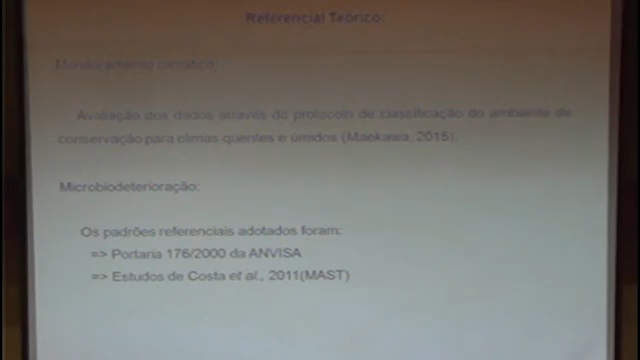 Referencial Teórico:
Monitoramento climático:
Avaliação dos dados através do protocolo de classificação do ambiente de
conservação para climas quentes e úmidos (Maekawa, 2015).
Microbiodeterioração:
Os padrões referenciais adotados foram:
=> Portaria 176/2000 da ANVISA
=> Estudos de Costa et al., 2011(MAST)